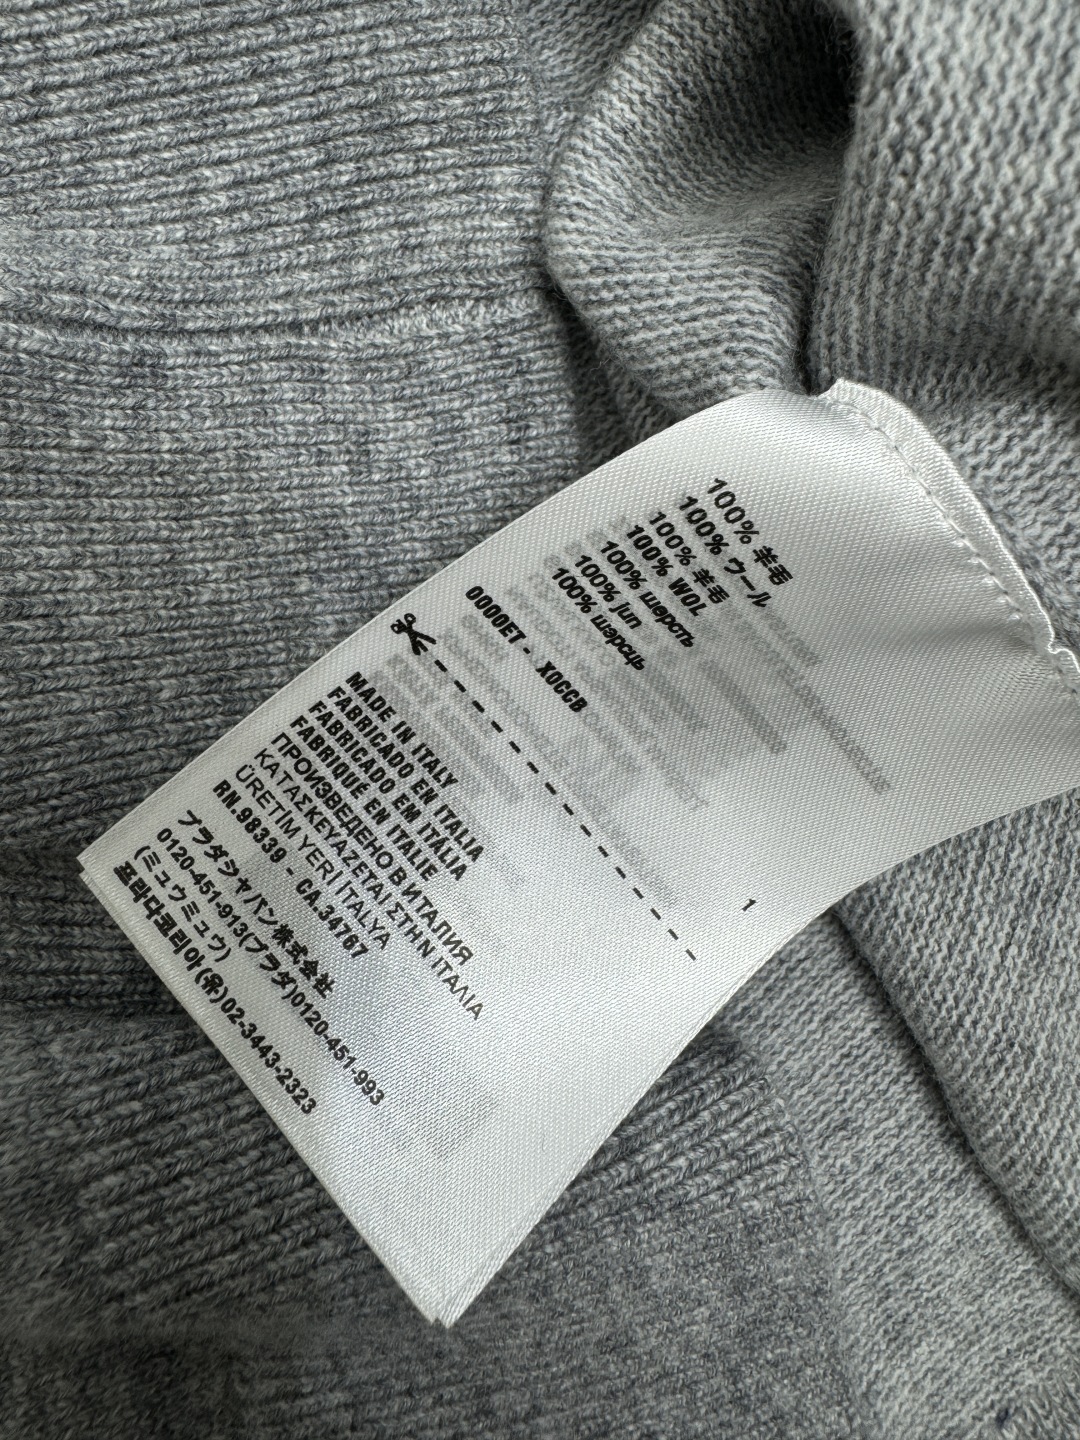 100% 羊毛
100% ウール
100% 羊毛
100% WOL
100% шерсть
100% jun
100% шэрсць
0000ET - X0CCB
MADE IN ITALY
FABRICADO EN ITALIA
FABRICADO EM ITÁLIA
FABRIQUÉ EN ITALIE
ПРОИЗВЕДЕНО В ИТАЛИЯ
ΚΑΤΑΣΚΕΥΑΖΕΤΑΙ ΣΤΗΝ ΙΤΑΛΙΑ
ÜRETİM YERİ İTALYA
RN.98339 - CA.34767
プラダジャパン株式会社
0120-451-913(プラダ)0120-451-993
(ミュウミュウ)
프라다코리아(유)02-3443-2323
1